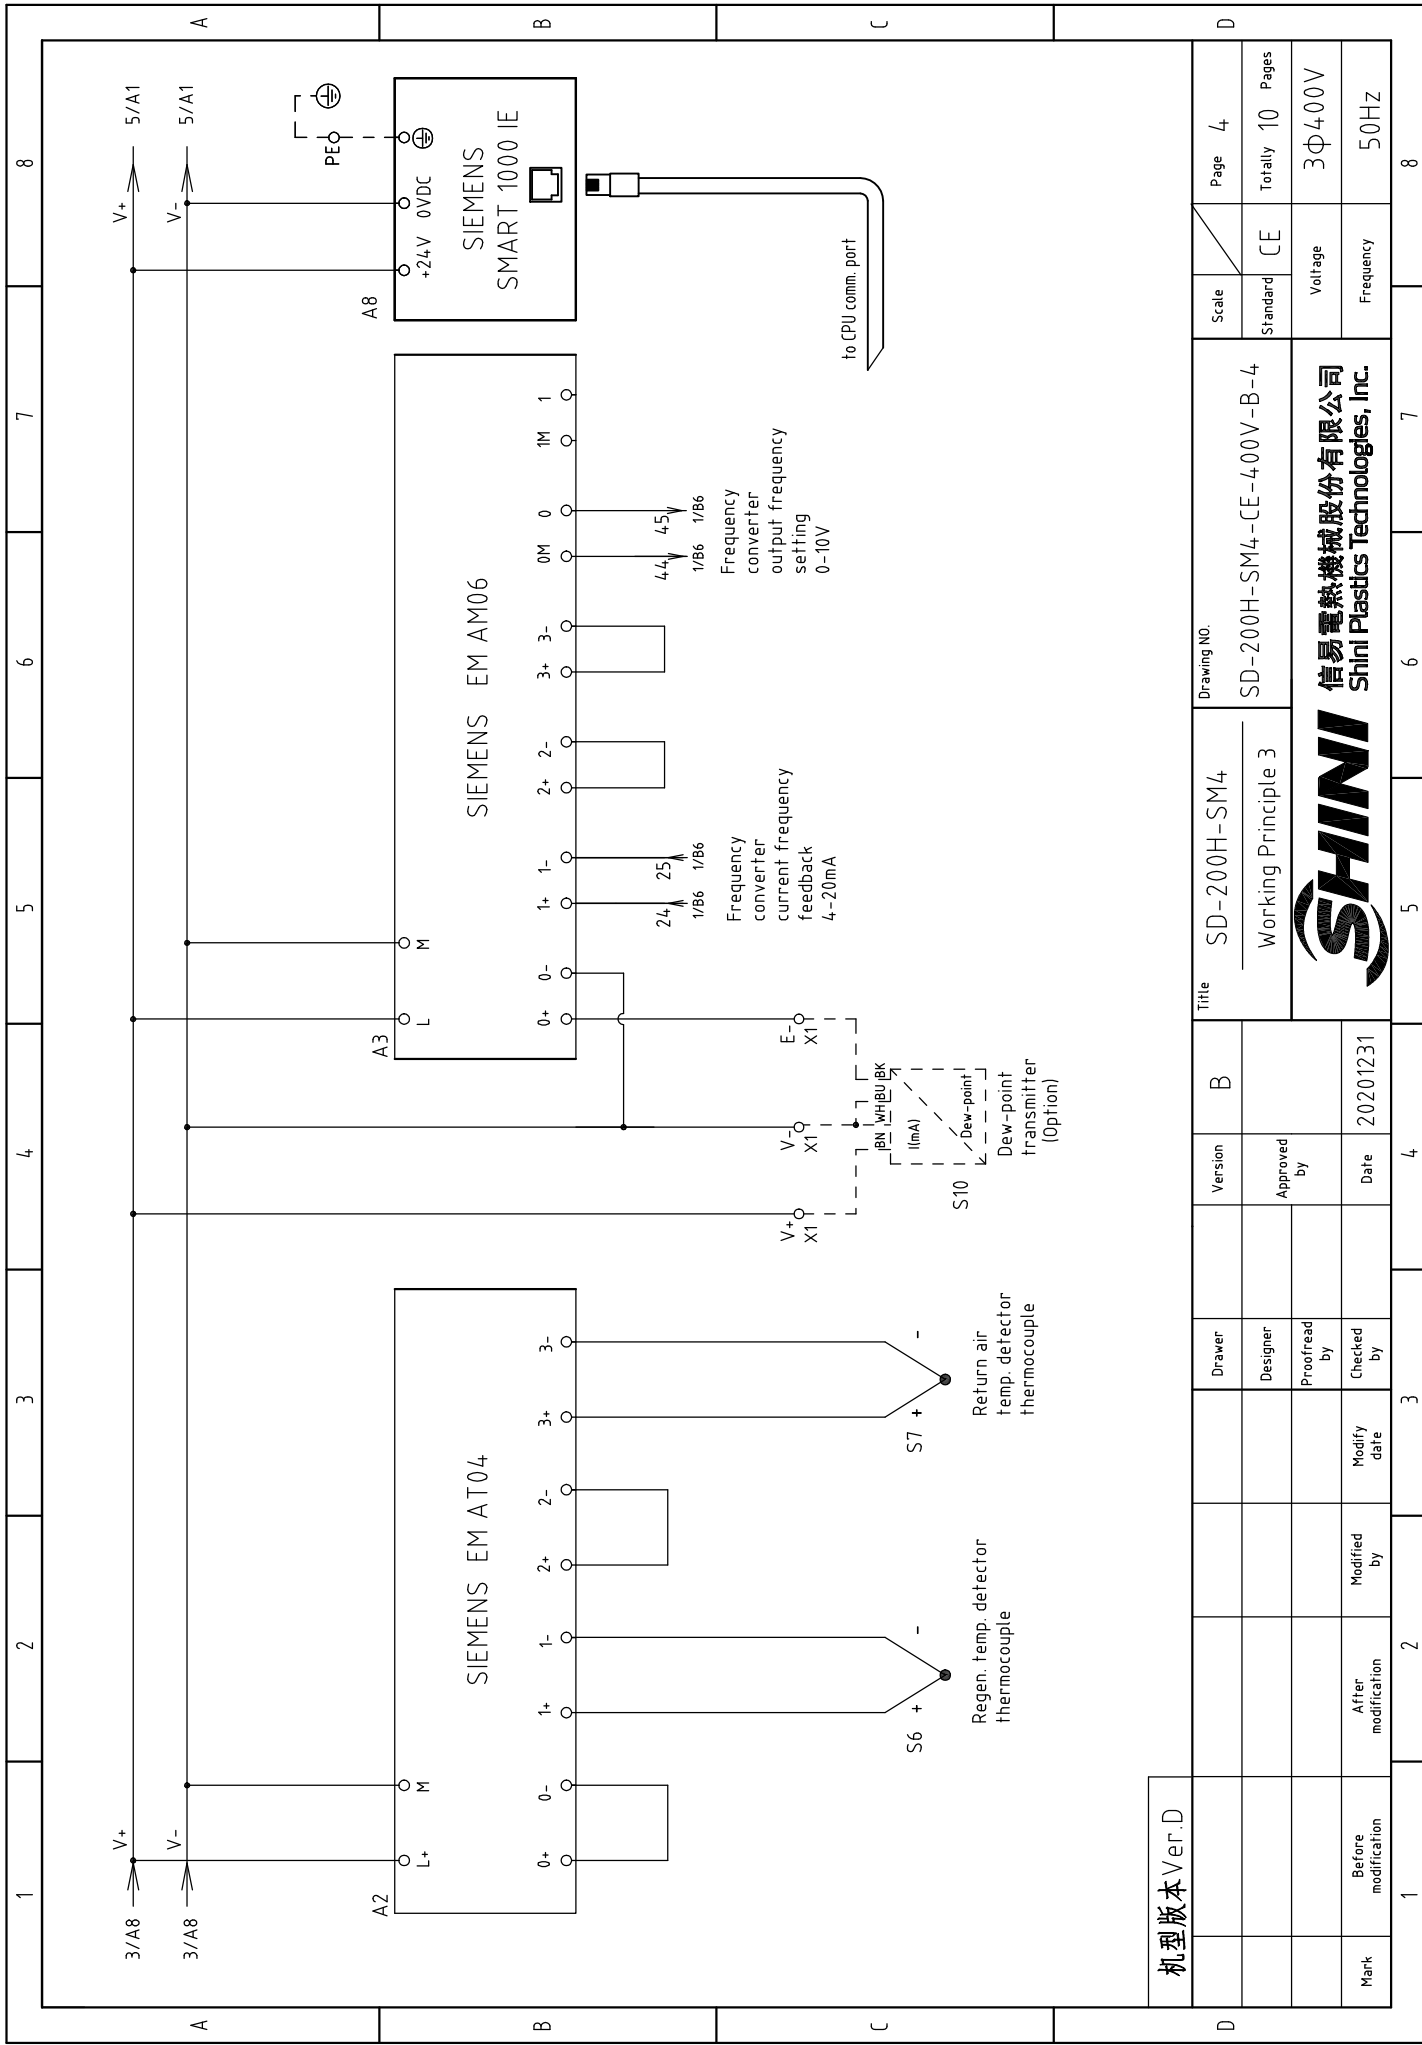 1
2
3
4
5
6
7
8
A
B
C
D
A
B
C
D
1
2
3
4
5
6
7
8
3/A8
V+
V+
5/A1
3/A8
V-
V-
5/A1
A2
L+
M
SIEMENS EM AT04
0+
0-
1+
1-
2+
2-
3+
3-
S6
+
-
Regen. temp. detector
thermocouple
S7
+
-
Return air
temp. detector
thermocouple
V+
X1
V-
X1
E-
X1
BN
WH
BU
BK
I(mA)
Dew-point
S10
Dew-point
transmitter
(Option)
A3
L
M
SIEMENS EM AM06
0+
0-
1+
1-
2+
2-
3+
3-
0M
0
1M
1
24
25
1/B6
1/B6
Frequency
converter
current frequency
feedback
4-20mA
44
45
1/B6
1/B6
Frequency
converter
output frequency
setting
0-10V
A8
+24V
0VDC
PE
SIEMENS
SMART 1000 IE
to CPU comm. port
机型版本Ver.D
Mark
Before
modification
After
modification
Modified
by
Modify
date
Drawer
Designer
Proofread
by
Checked
by
Version
B
Approved
by
Date
20201231
Title
SD-200H-SM4
Working Principle 3
Drawing NO.
SD-200H-SM4-CE-400V-B-4
SHINI
信易電熱機械股份有限公司
Shini Plastics Technologies, Inc.
Scale
Page 4
Standard
CE
Totally 10 Pages
Voltage
3Φ400V
Frequency
50HZ